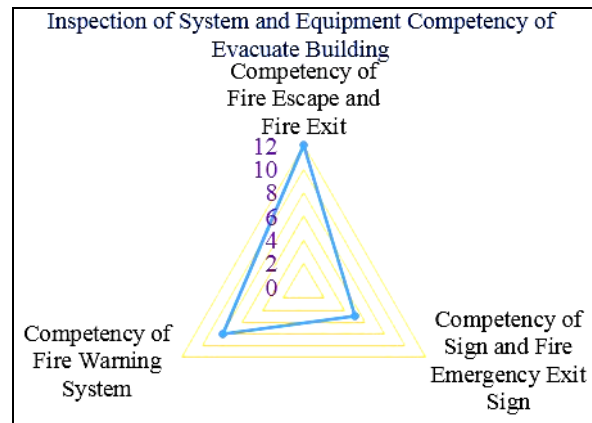 Inspection of System and Equipment Competency of
Evacuate Building
Competency of
Fire Escape and
Fire Exit
12
10
8
6
4
2
0
Competency of
Fire Warning
System
Competency of
Sign and Fire
Emergency Exit
Sign